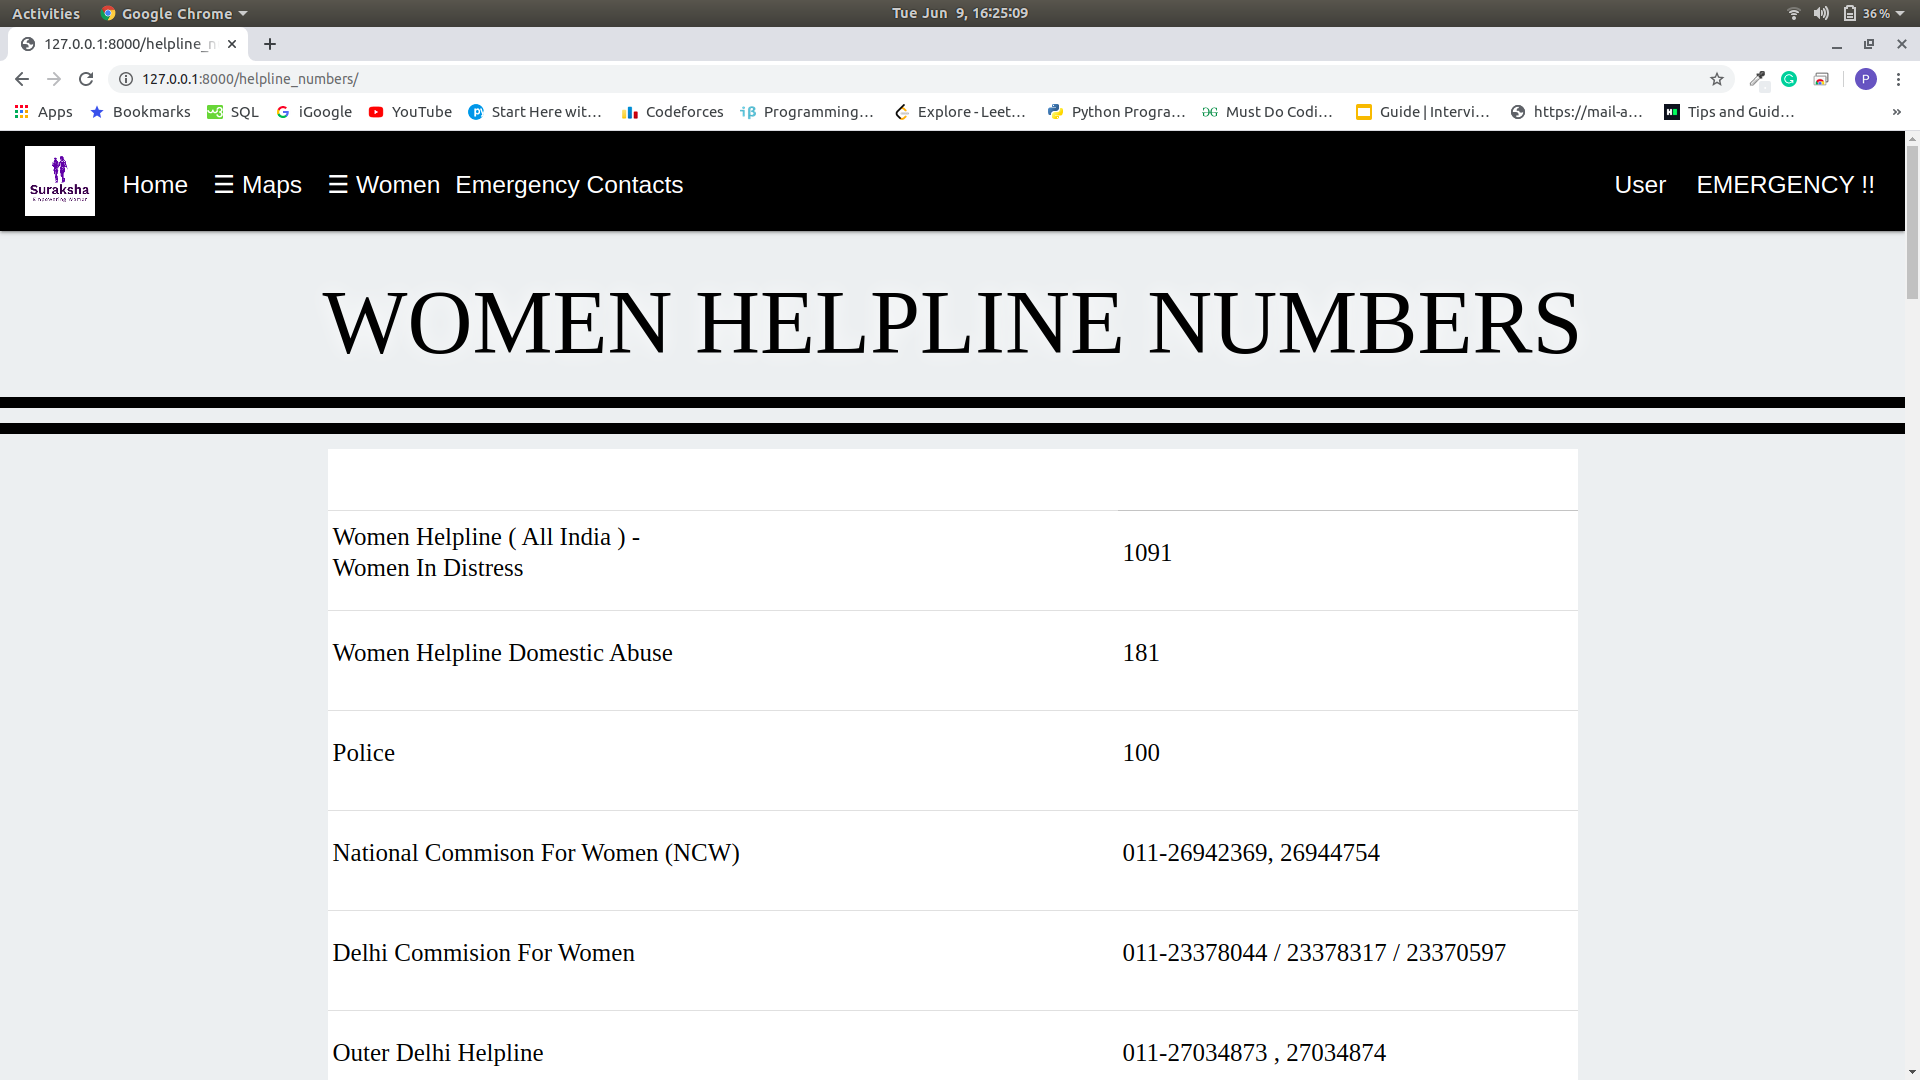 Activities Google Chrome Tue Jun 9, 16:25:09 36 %
127.0.0.1:8000/helpline_n
127.0.0.1:8000/helpline_numbers/ P
Apps Bookmarks SQL iGoogle YouTube Start Here wit... Codeforces Programming... Explore - Leet... Python Progra... Must Do Codi... Guide | Intervi... https://mail-a... Tips and Guid... »
Suraksha
Empowering Woman
Home ☰ Maps ☰ Women Emergency Contacts User EMERGENCY !!
WOMEN HELPLINE NUMBERS
Women Helpline ( All India ) -
Women In Distress 1091
Women Helpline Domestic Abuse 181
Police 100
National Commison For Women (NCW) 011-26942369, 26944754
Delhi Commision For Women 011-23378044 / 23378317 / 23370597
Outer Delhi Helpline 011-27034873 , 27034874